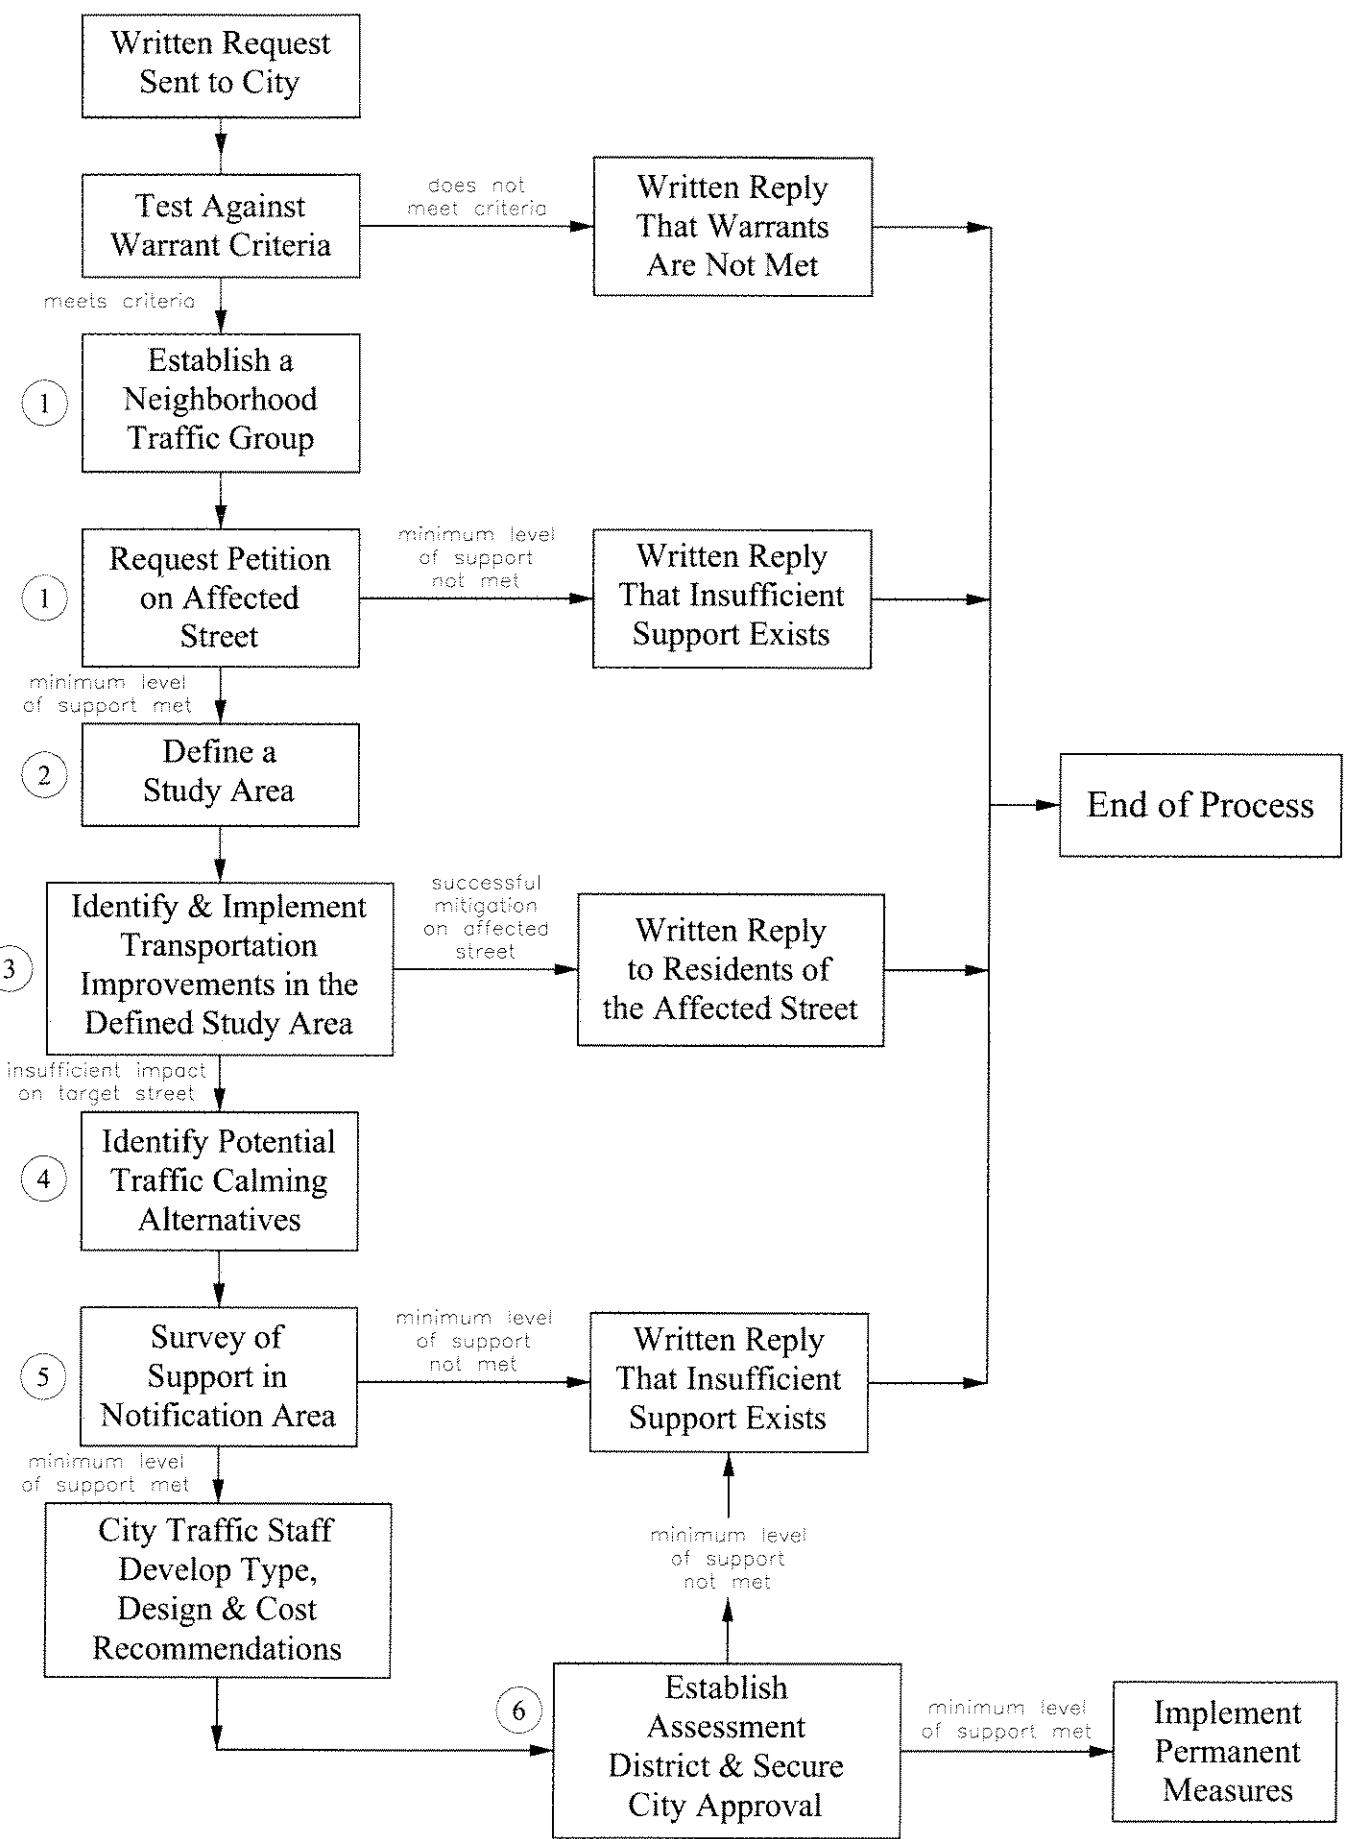 Written Request
Sent to City
Test Against
Warrant Criteria
does not
meet criteria
Written Reply
That Warrants
Are Not Met
meets criteria
1
Establish a
Neighborhood
Traffic Group
1
Request Petition
on Affected
Street
minimum level
of support
not met
Written Reply
That Insufficient
Support Exists
minimum level
of support met
2
Define a
Study Area
End of Process
3
Identify & Implement
Transportation
Improvements in the
Defined Study Area
successful
mitigation
on affected
street
Written Reply
to Residents of
the Affected Street
insufficient impact
on target street
4
Identify Potential
Traffic Calming
Alternatives
5
Survey of
Support in
Notification Area
minimum level
of support
not met
Written Reply
That Insufficient
Support Exists
minimum level
of support met
City Traffic Staff
Develop Type,
Design & Cost
Recommendations
minimum level
of support
not met
6
Establish
Assessment
District & Secure
City Approval
minimum level
of support met
Implement
Permanent
Measures